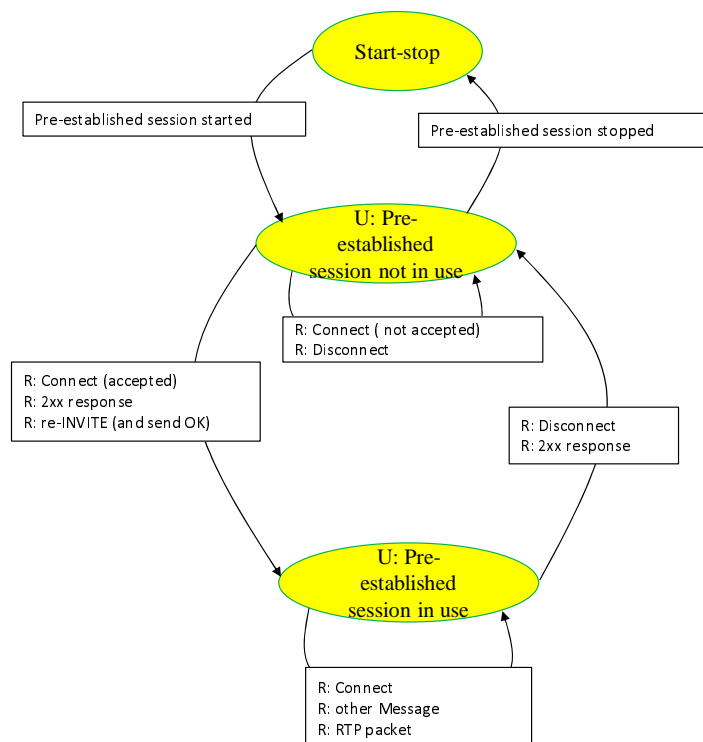 Start-stop
Pre-established session started
Pre-established session stopped
U: Pre-
established
session not in use
R: Connect ( not accepted)
R: Disconnect
R: Connect (accepted)
R: 2xx response
R: re-INVITE (and send OK)
R: Disconnect
R: 2xx response
U: Pre-
established
session in use
R: Connect
R: other Message
R: RTP packet